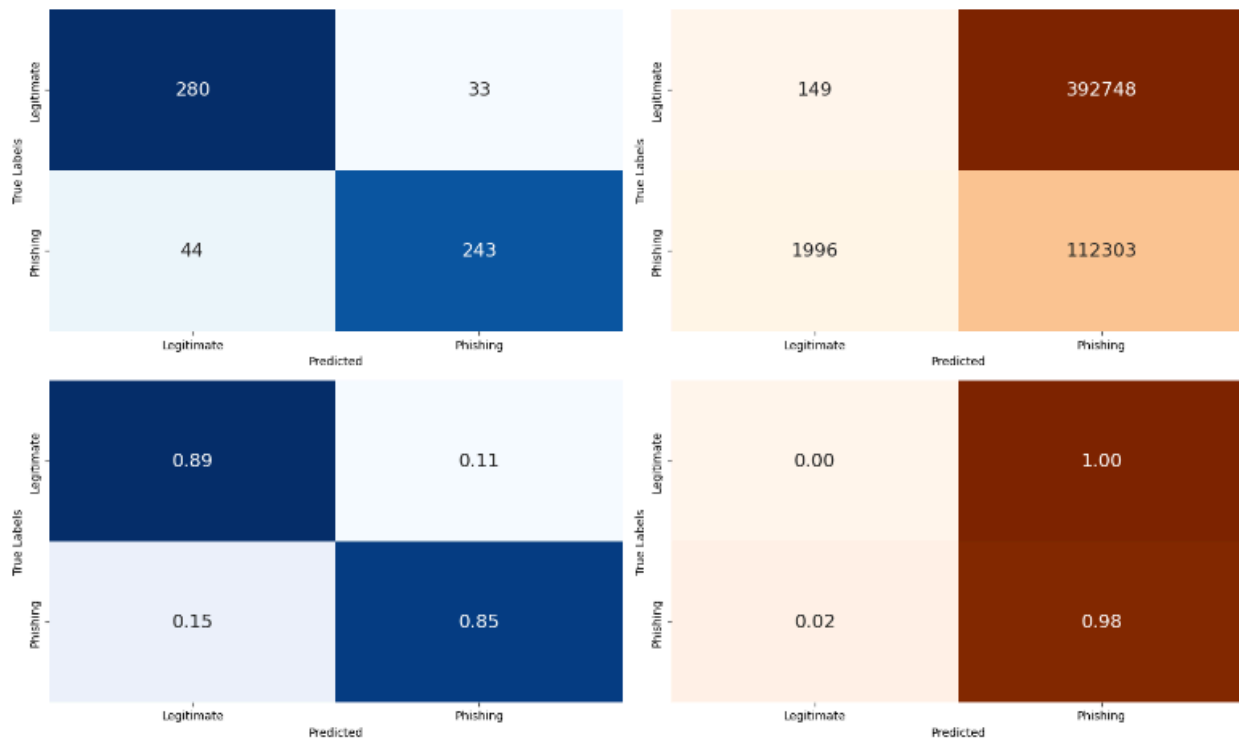 Legitimate
280
33
True Labels
Phishing
44
243
Legitimate
Phishing
Predicted
Legitimate
149
392748
True Labels
Phishing
1996
112303
Legitimate
Phishing
Predicted
Legitimate
0.89
0.11
True Labels
Phishing
0.15
0.85
Legitimate
Phishing
Predicted
Legitimate
0.00
1.00
True Labels
Phishing
0.02
0.98
Legitimate
Phishing
Predicted